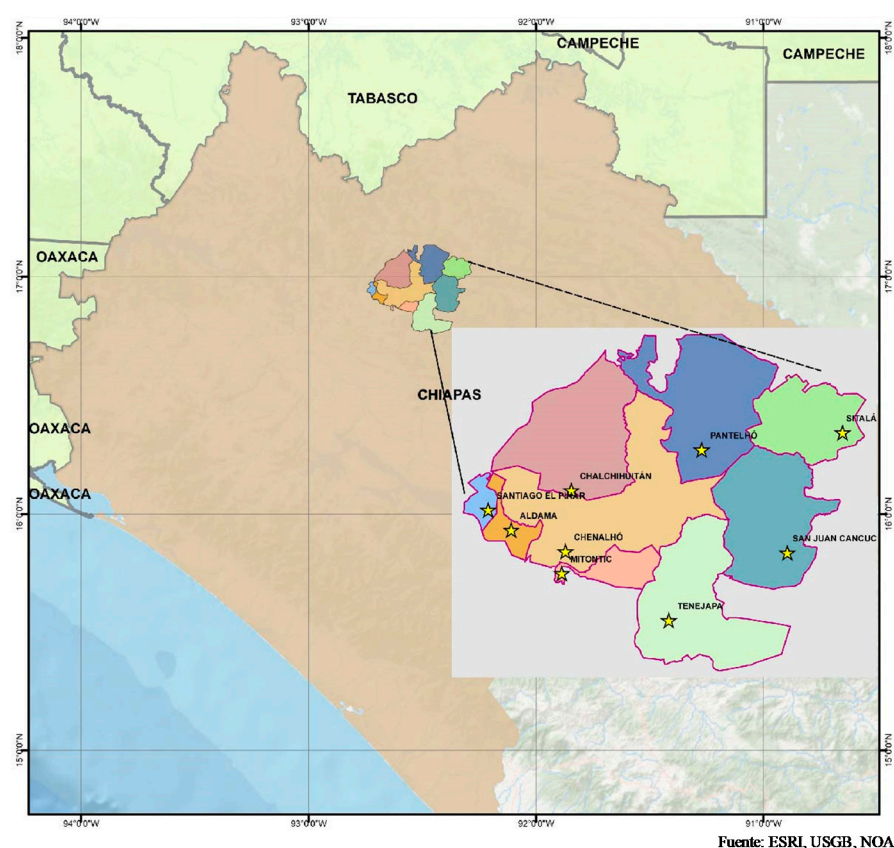 94°0'0"W 93°0'0"W 92°0'0"W 91°0'0"W
18°0'0"N 18°0'0"N
CAMPECHE
CAMPECHE
TABASCO
OAXACA
17°0'0"N 17°0'0"N
CHIAPAS
SITALÁ
OAXACA
PANTELHÓ
CHALCHIHUITÁN
OAXACA
SANTIAGO EL PINAR
16°0'0"N 16°0'0"N
ALDAMA
CHENALHÓ
SAN JUAN CANCUC
MITONTIC
TENEJAPA
15°0'0"N 15°0'0"N
94°0'0"W 93°0'0"W 92°0'0"W 91°0'0"W
Fuente: ESRI, USGB, NOA